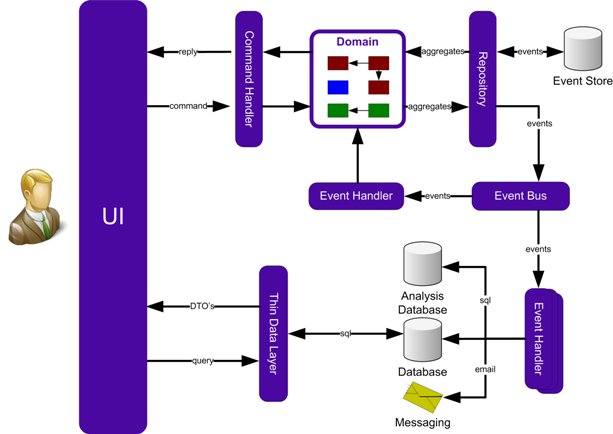 UI
reply
command
Command Handler
Domain
aggregates
aggregates
Repository
events
Event Store
events
Event Handler
events
Event Bus
events
DTO's
query
Thin Data Layer
sql
Analysis
Database
sql
Database
email
Messaging
Event Handler